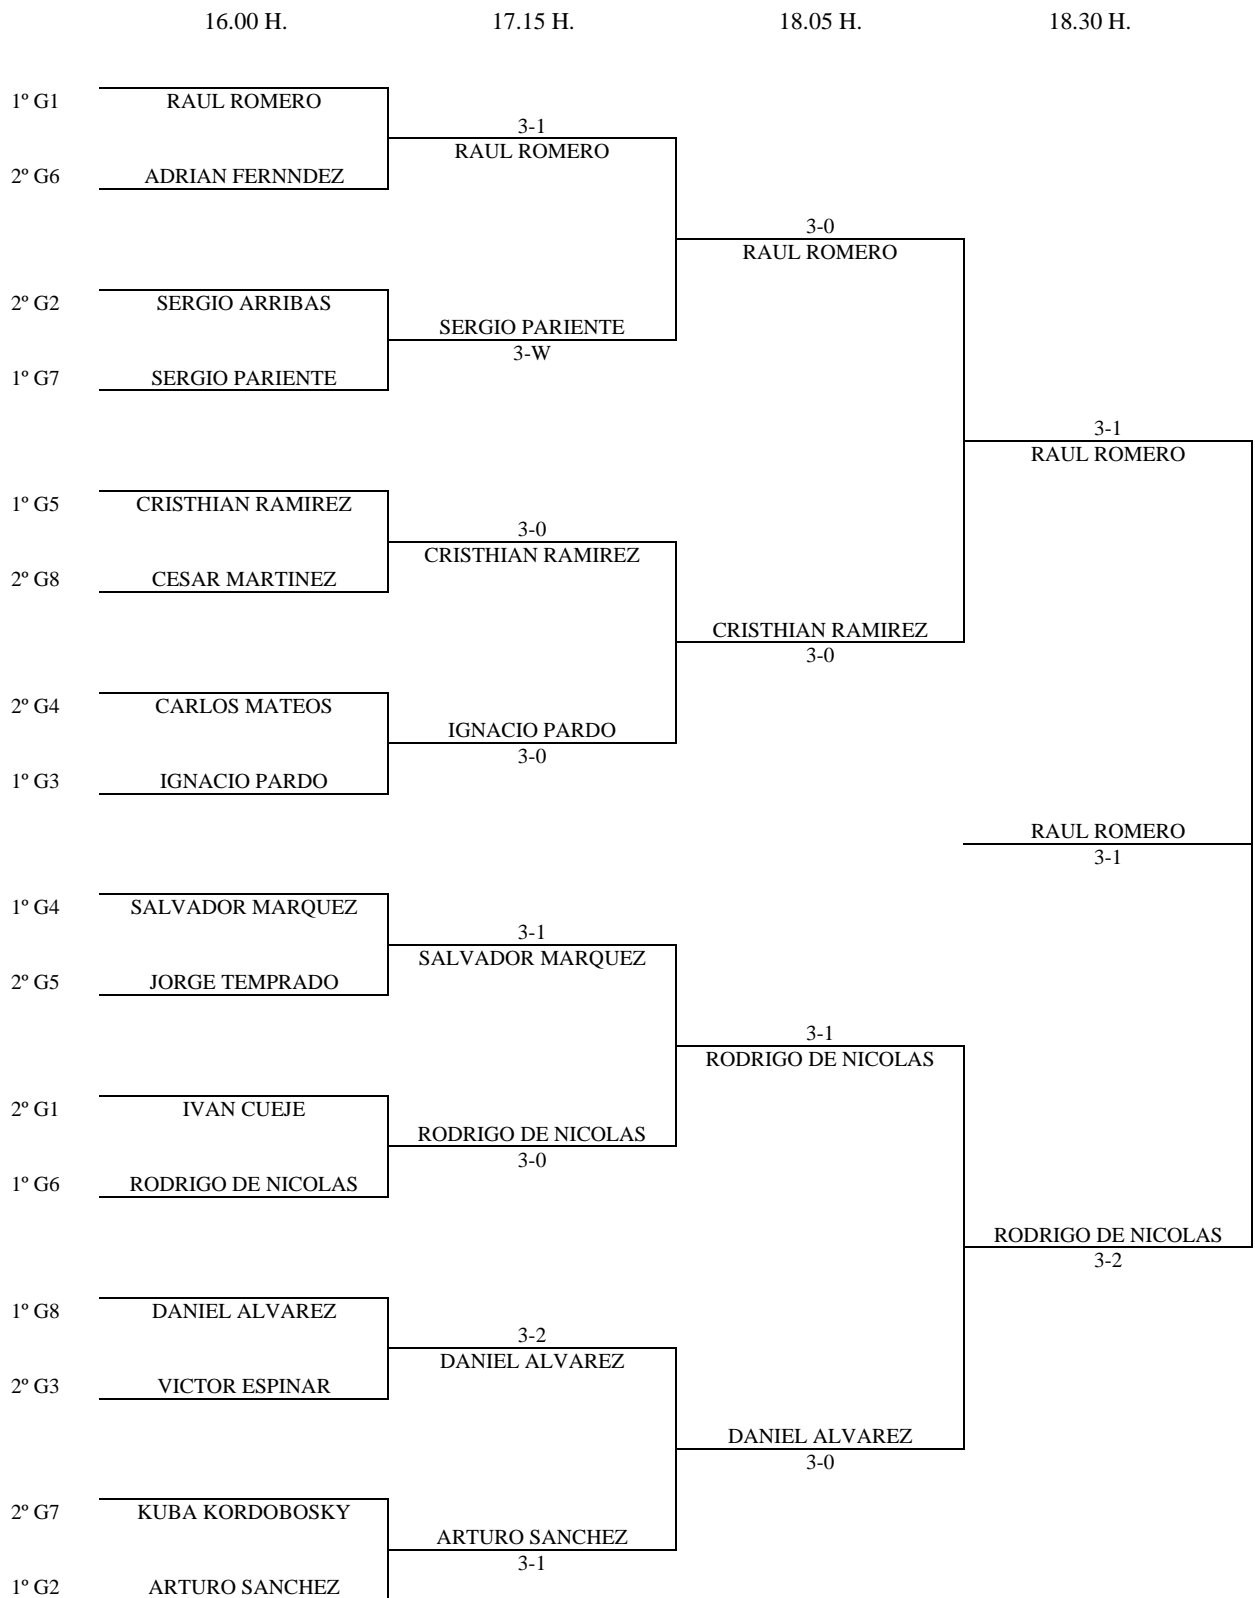 16.00 H. 17.15 H. 18.05 H. 18.30 H.
1º G1 RAUL ROMERO
3-1
RAUL ROMERO
2º G6 ADRIAN FERNNDEZ
3-0
RAUL ROMERO
2º G2 SERGIO ARRIBAS
SERGIO PARIENTE
3-W
1º G7 SERGIO PARIENTE
3-1
RAUL ROMERO
1º G5 CRISTHIAN RAMIREZ
3-0
CRISTHIAN RAMIREZ
2º G8 CESAR MARTINEZ
CRISTHIAN RAMIREZ
3-0
2º G4 CARLOS MATEOS
IGNACIO PARDO
3-0
1º G3 IGNACIO PARDO
RAUL ROMERO
3-1
1º G4 SALVADOR MARQUEZ
3-1
SALVADOR MARQUEZ
2º G5 JORGE TEMPRADO
3-1
RODRIGO DE NICOLAS
2º G1 IVAN CUEJE
RODRIGO DE NICOLAS
3-0
1º G6 RODRIGO DE NICOLAS
RODRIGO DE NICOLAS
3-2
1º G8 DANIEL ALVAREZ
3-2
DANIEL ALVAREZ
2º G3 VICTOR ESPINAR
DANIEL ALVAREZ
3-0
2º G7 KUBA KORDOBOSKY
ARTURO SANCHEZ
3-1
1º G2 ARTURO SANCHEZ